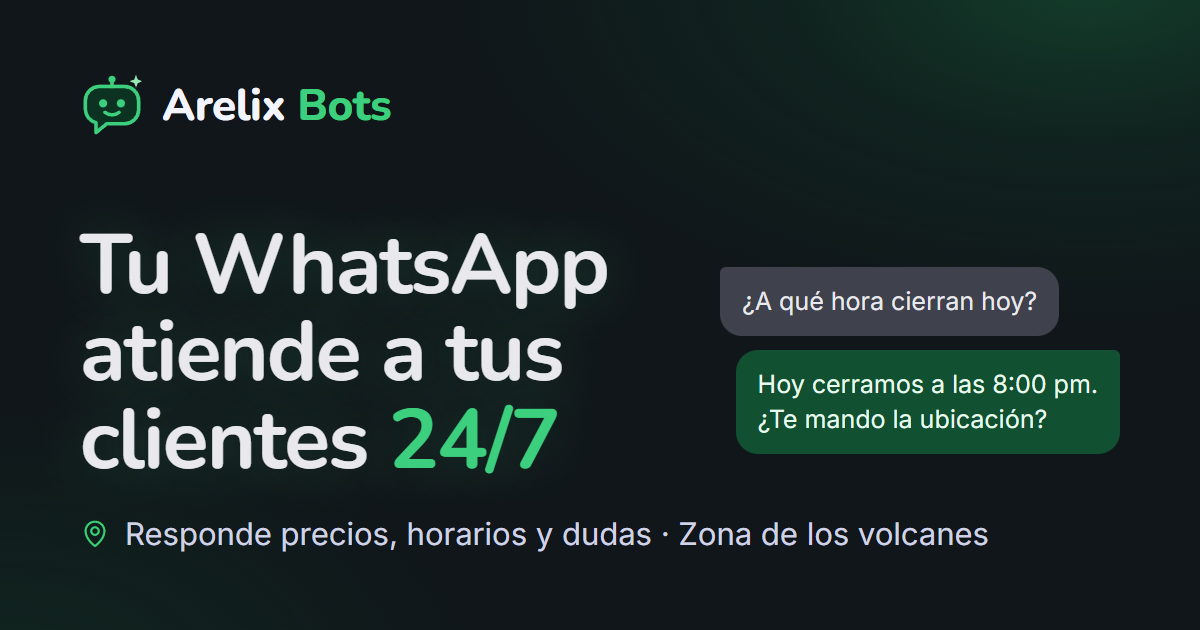 Arelix Bots
Tu WhatsApp
atiende a tus
clientes 24/7
¿A qué hora cierran hoy?
Hoy cerramos a las 8:00 pm.
¿Te mando la ubicación?
Responde precios, horarios y dudas · Zona de los volcanes